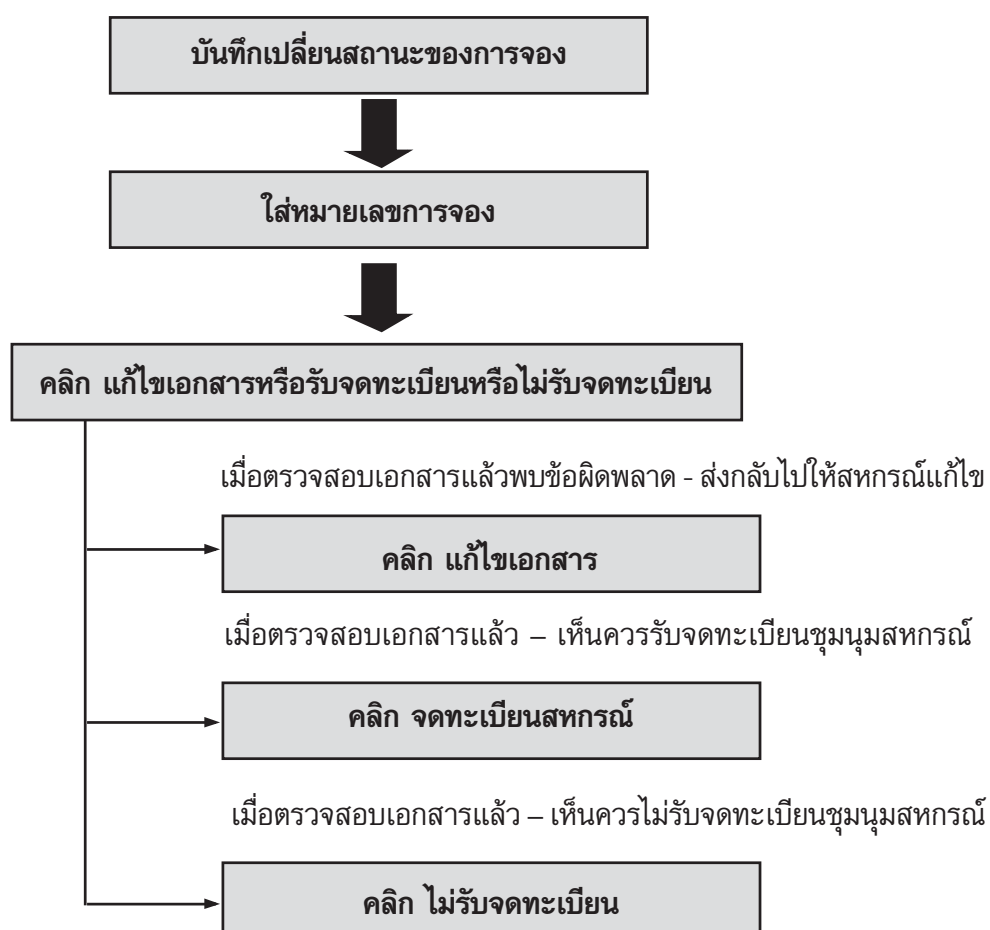 บันทึกเปลี่ยนสถานะของการจอง
ใส่หมายเลขการจอง
คลิก แก้ไขเอกสารหรือรับจดทะเบียนหรือไม่รับจดทะเบียน
เมื่อตรวจสอบเอกสารแล้วพบข้อผิดพลาด - ส่งกลับไปให้สหกรณ์แก้ไข
คลิก แก้ไขเอกสาร
เมื่อตรวจสอบเอกสารแล้ว – เห็นควรรับจดทะเบียนชุมนุมสหกรณ์
คลิก จดทะเบียนสหกรณ์
เมื่อตรวจสอบเอกสารแล้ว – เห็นควรไม่รับจดทะเบียนชุมนุมสหกรณ์
คลิก ไม่รับจดทะเบียน